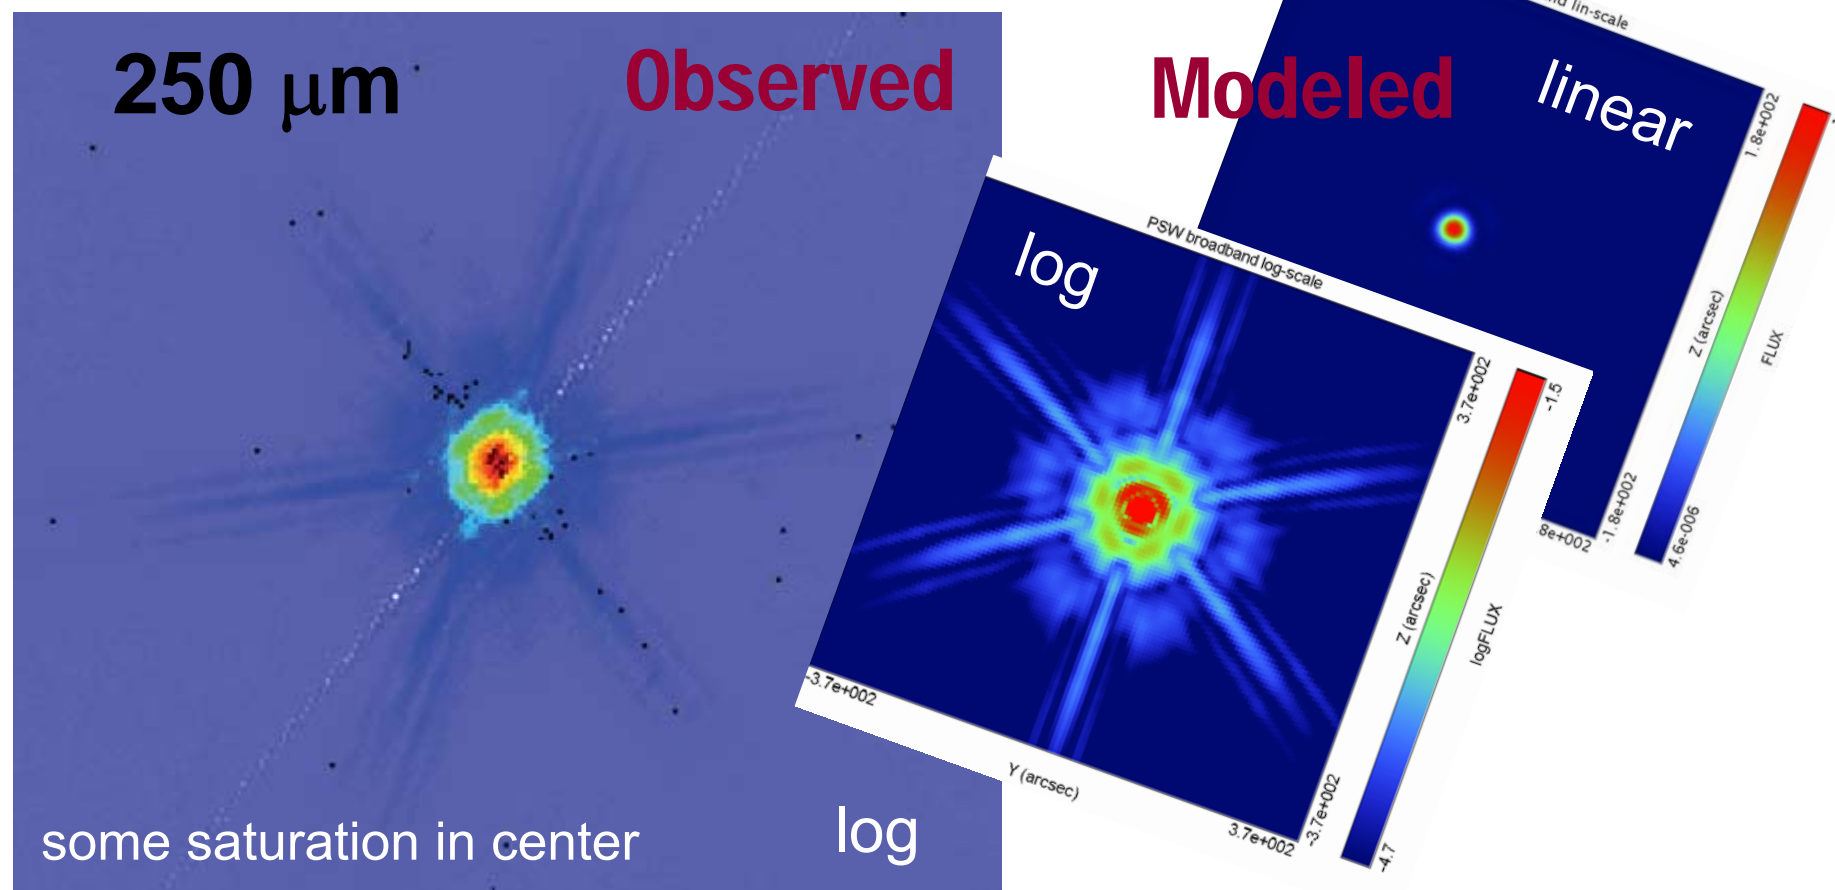 250 μm
Observed
Modeled
linear
lin-scale
1.8e+002
Z (arcsec)
FLUX
-1.8e+002
4.6e-006
8e+002
PSW broadband log-scale
log
3.7e+002
-1.5
Z (arcsec)
logFLUX
-3.7e+002
Y (arcsec)
3.7e+002
-3.7e+002
-4.7
some saturation in center
log